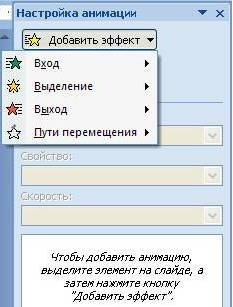 Настройка анимации
Добавить эффект
Вход
Выделение
Выход
Пути перемещения
Свойство:
Скорость:
Чтобы добавить анимацию,
выделите элемент на слайде, а
затем нажмите кнопку
"Добавить эффект".